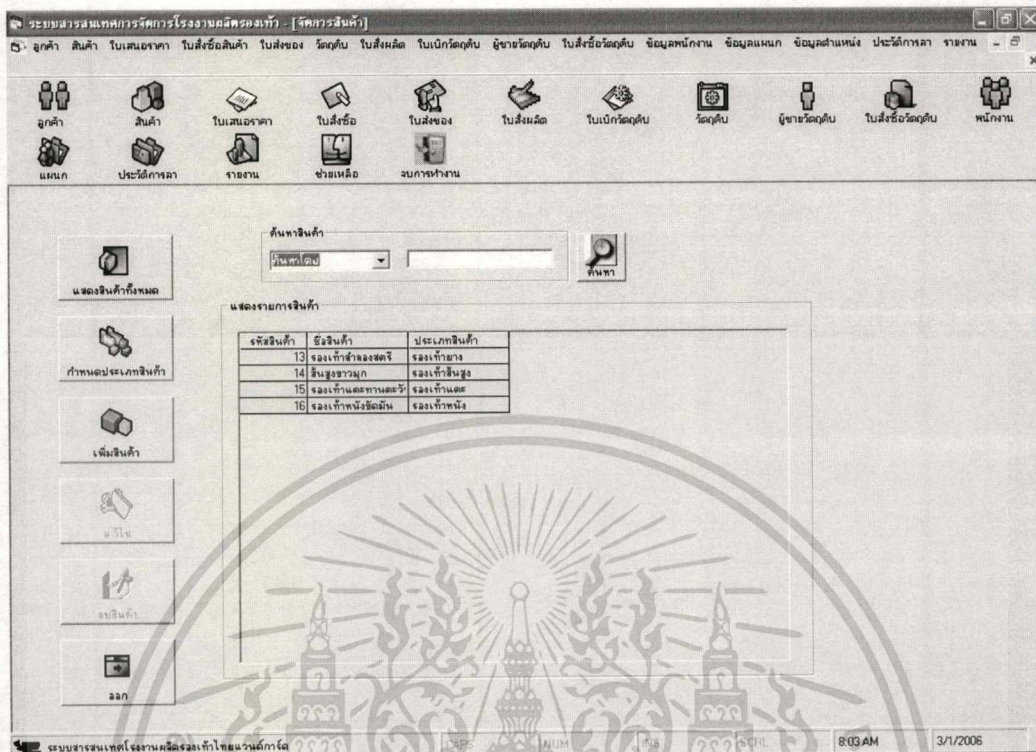 ระบบสารสนเทศการจัดการโรงงานผลิตรองเท้า - [จัดการสินค้า]
ลูกค้า สินค้า ใบเสนอราคา ใบสั่งซื้อสินค้า ใบส่งของ วัตถุดิบ ใบสั่งผลิต ใบเบิกวัตถุดิบ ผู้ขายวัตถุดิบ ใบสั่งซื้อวัตถุดิบ ข้อมูลพนักงาน ข้อมูลแผนก ข้อมูลตำแหน่ง ประวัติการลา รายงาน
ลูกค้า สินค้า ใบเสนอราคา ใบสั่งซื้อ ใบส่งของ ใบสั่งผลิต ใบเบิกวัตถุดิบ วัตถุดิบ ผู้ขายวัตถุดิบ ใบสั่งซื้อวัตถุดิบ พนักงาน
แผนก ประวัติการลา รายงาน ช่วยเหลือ จบการทำงาน
ค้นหาสินค้า
ค้นหาโดย
ค้นหา
แสดงสินค้าทั้งหมด
แสดงรายการสินค้า
รหัสสินค้า ชื่อสินค้า ประเภทสินค้า
13 รองเท้าลำลองสตรี รองเท้ายาง
14 ส้นสูงขาวมุก รองเท้าส้นสูง
15 รองเท้าแตะทานตะวั รองเท้าแตะ
16 รองเท้าหนังขัดมัน รองเท้าหนัง
กำหนดประเภทสินค้า
เพิ่มสินค้า
แก้ไข
ลบสินค้า
ออก
ระบบสารสนเทศโรงงานผลิตรองเท้าไทยแวนด์การ์ด CAPS NUM INS SCRL 8:03 AM 3/1/2006